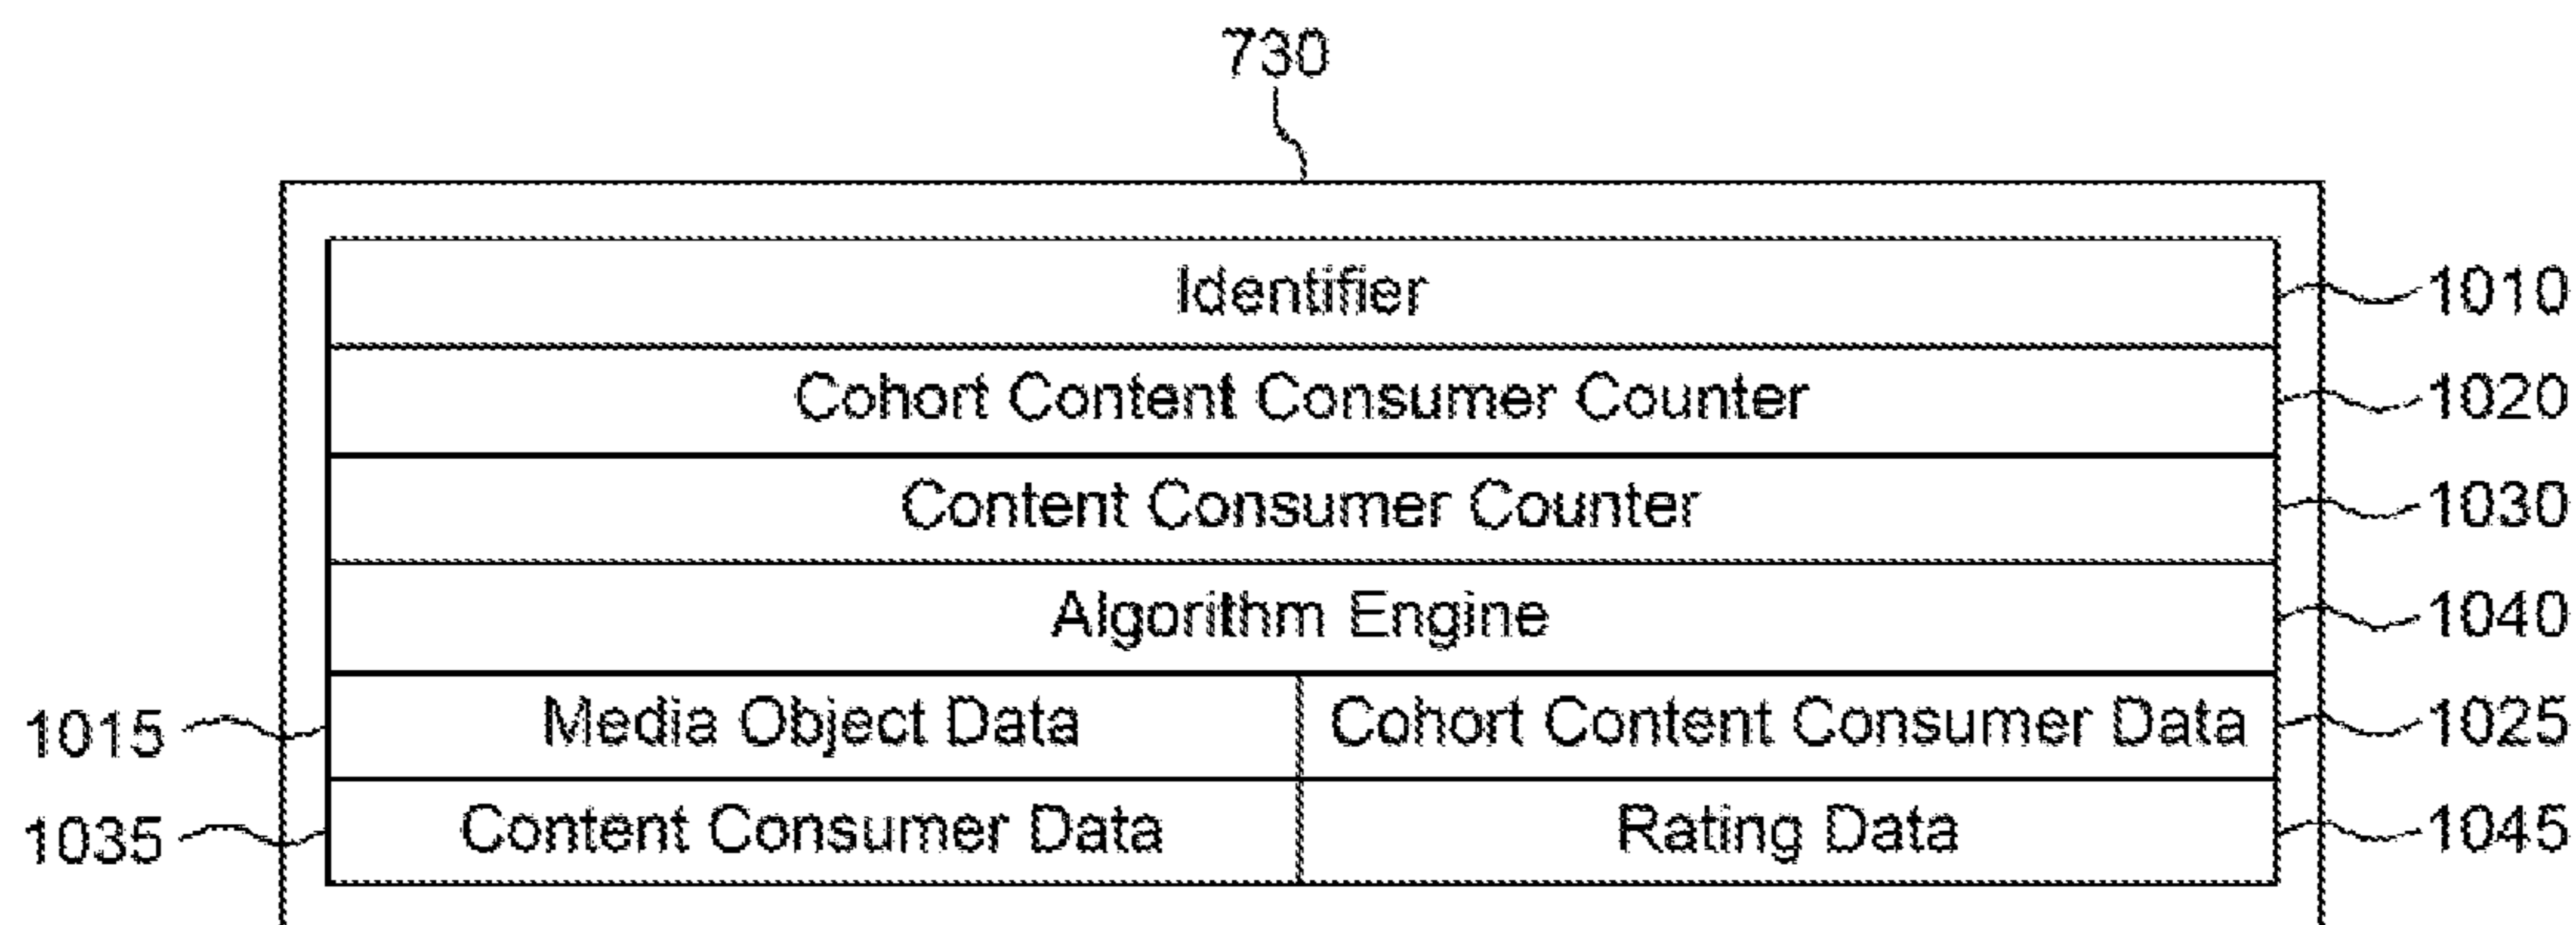 730
Identifier 1010
Cohort Content Consumer Counter 1020
Content Consumer Counter 1030
Algorithm Engine 1040
1015 Media Object Data Cohort Content Consumer Data 1025
1035 Content Consumer Data Rating Data 1045